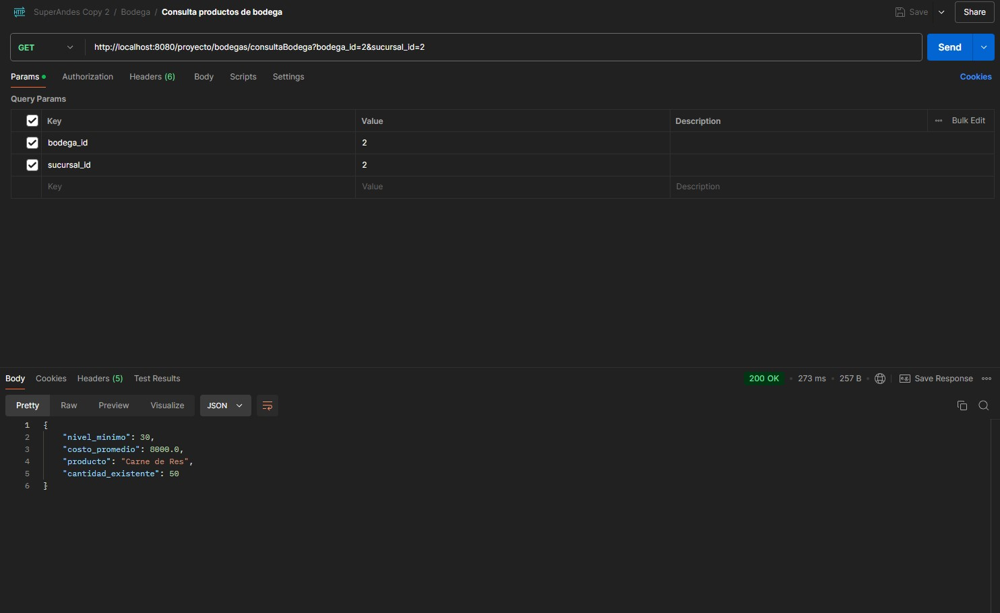 HTTP SuperAndes Copy 2 / Bodega / Consulta productos de bodega Save Share
GET http://localhost:8080/proyecto/bodegas/consultaBodega?bodega_id=2&sucursal_id=2 Send
Params Authorization Headers (6) Body Scripts Settings Cookies
Query Params
Key Value Description Bulk Edit
bodega_id 2
sucursal_id 2
Key Value Description
Body Cookies Headers (5) Test Results 200 OK 273 ms 257 B e.g. Save Response
Pretty Raw Preview Visualize JSON
1 {
2 "nivel_minimo": 30,
3 "costo_promedio": 8000.0,
4 "producto": "Carne de Res",
5 "cantidad_existente": 50
6 }